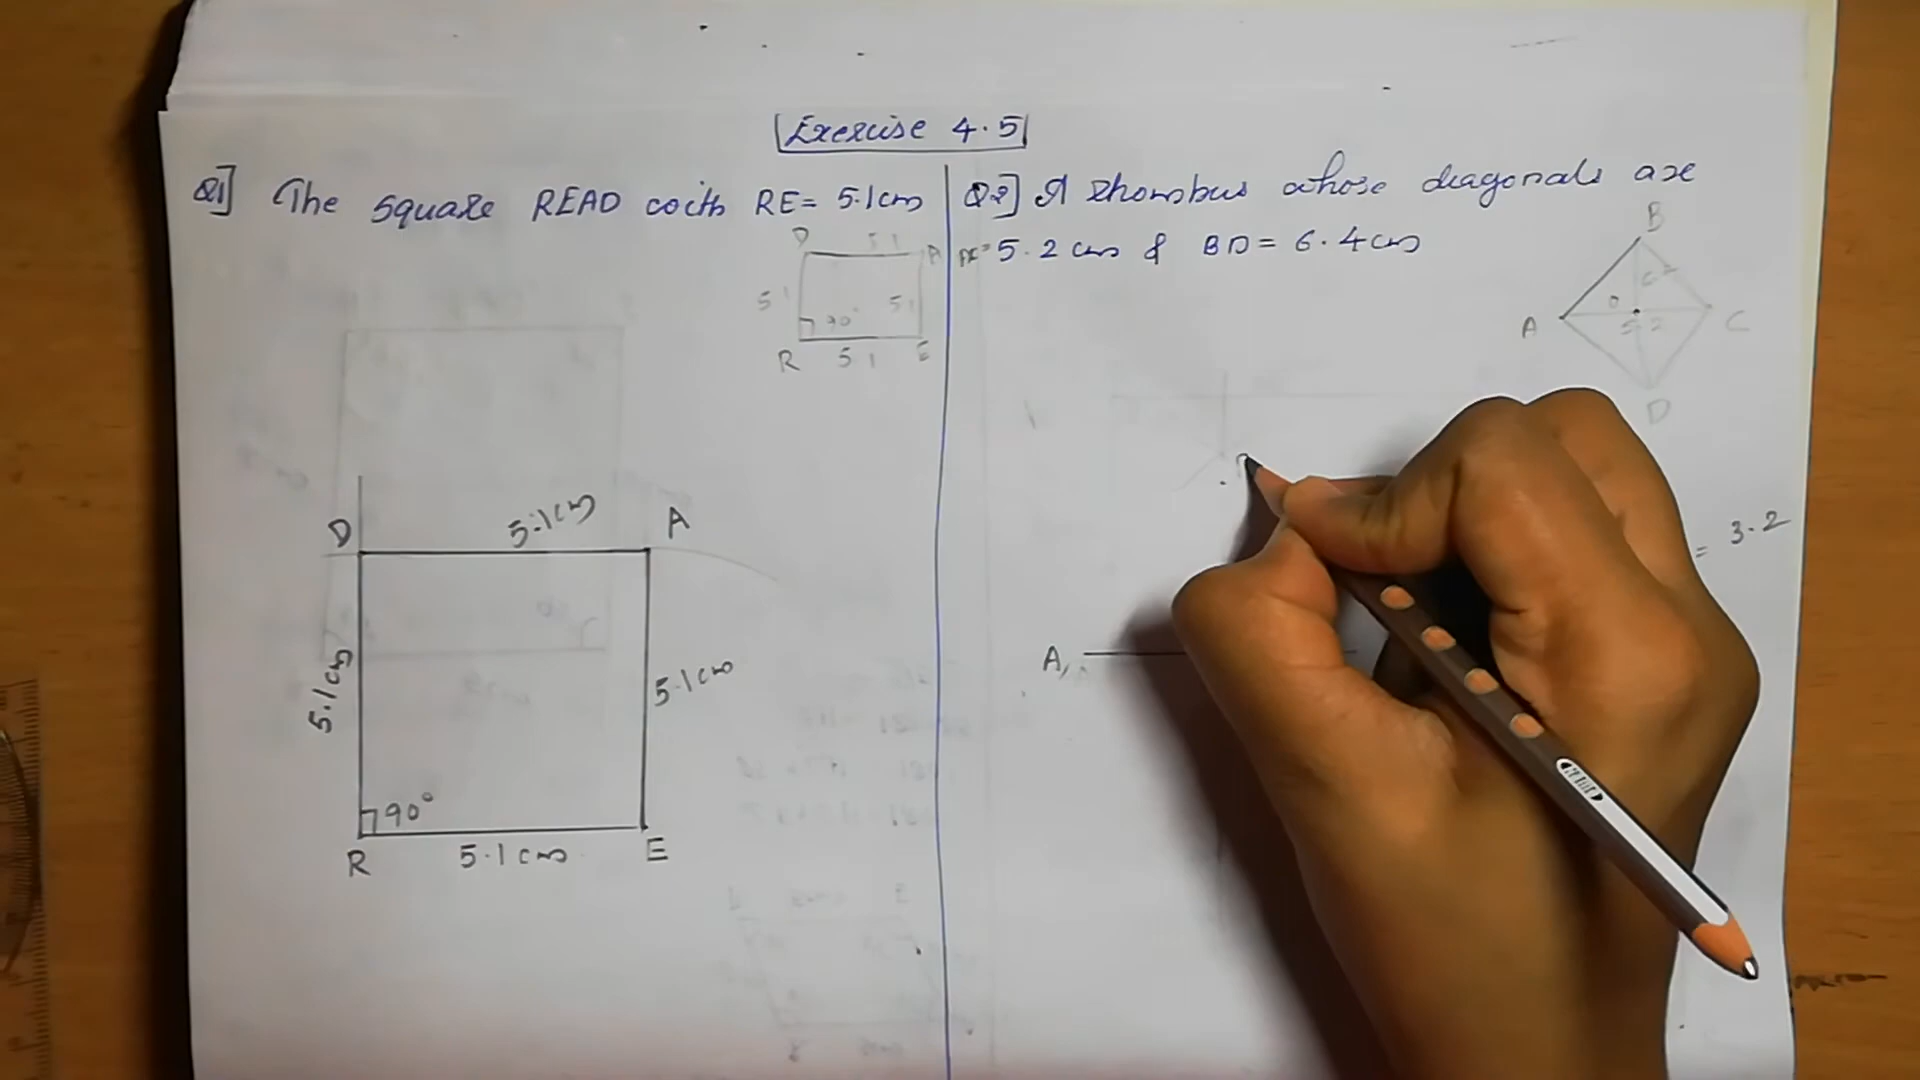 Exercise 4.5
Q1] The square READ with RE= 5.1cm
D 5.1 A
5.1 5.1
90°
R 5.1 E
D 5.1cm A
5.1cm
5.1cm
90°
R 5.1cm E
Q2] A rhombus whose diagonals are
AC= 5.2 cm & BD= 6.4cm
B
A O 5.2 C
D
= 3.2
A